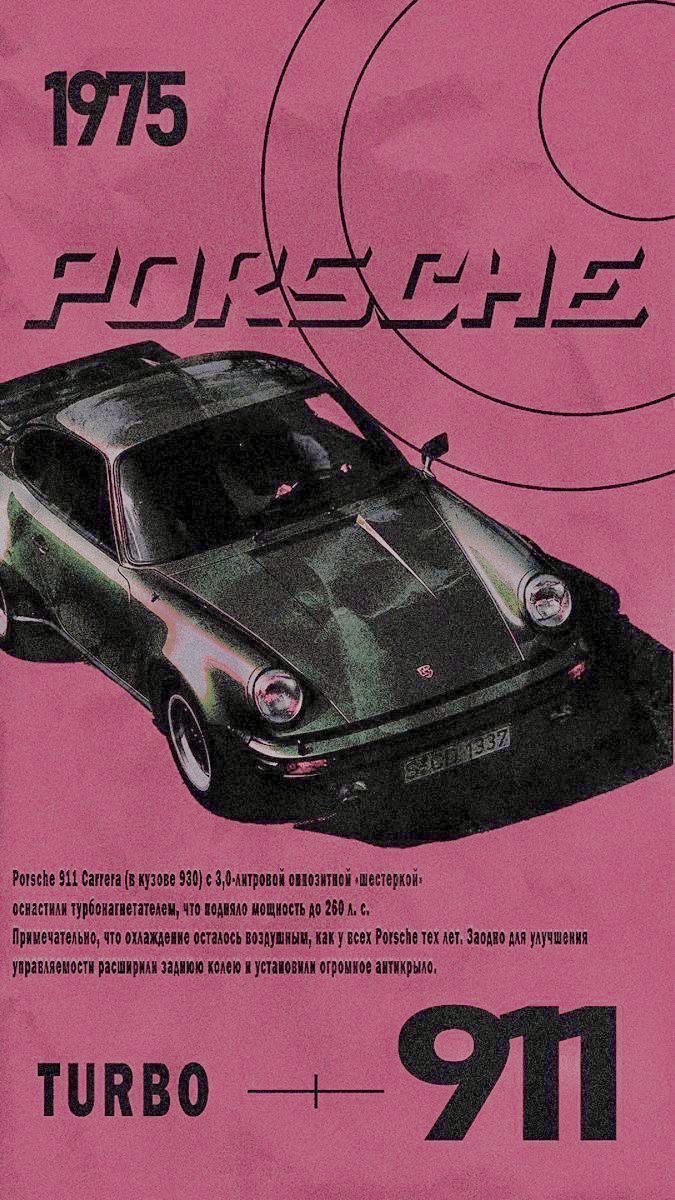 1975
PORSCHE
Porsche 911 Carrera (в кузове 930) с 3,0-литровой оппозитной «шестеркой»
оснастили турбонагнетателем, что подняло мощность до 260 л. с.
Примечательно, что охлаждение осталось воздушным, как у всех Porsche тех лет. Заодно для улучшения
управляемости расширили заднюю колею и установили огромное антикрыло.
TURBO
911